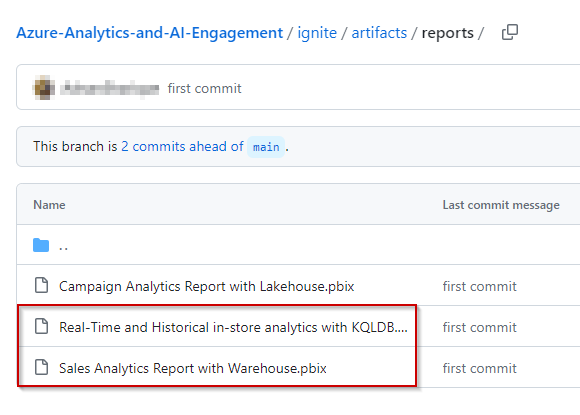 Azure-Analytics-and-AI-Engagement / ignite / artifacts / reports /
first commit
This branch is 2 commits ahead of main .
Name Last commit message
..
Campaign Analytics Report with Lakehouse.pbix first commit
Real-Time and Historical in-store analytics with KQLDB.... first commit
Sales Analytics Report with Warehouse.pbix first commit